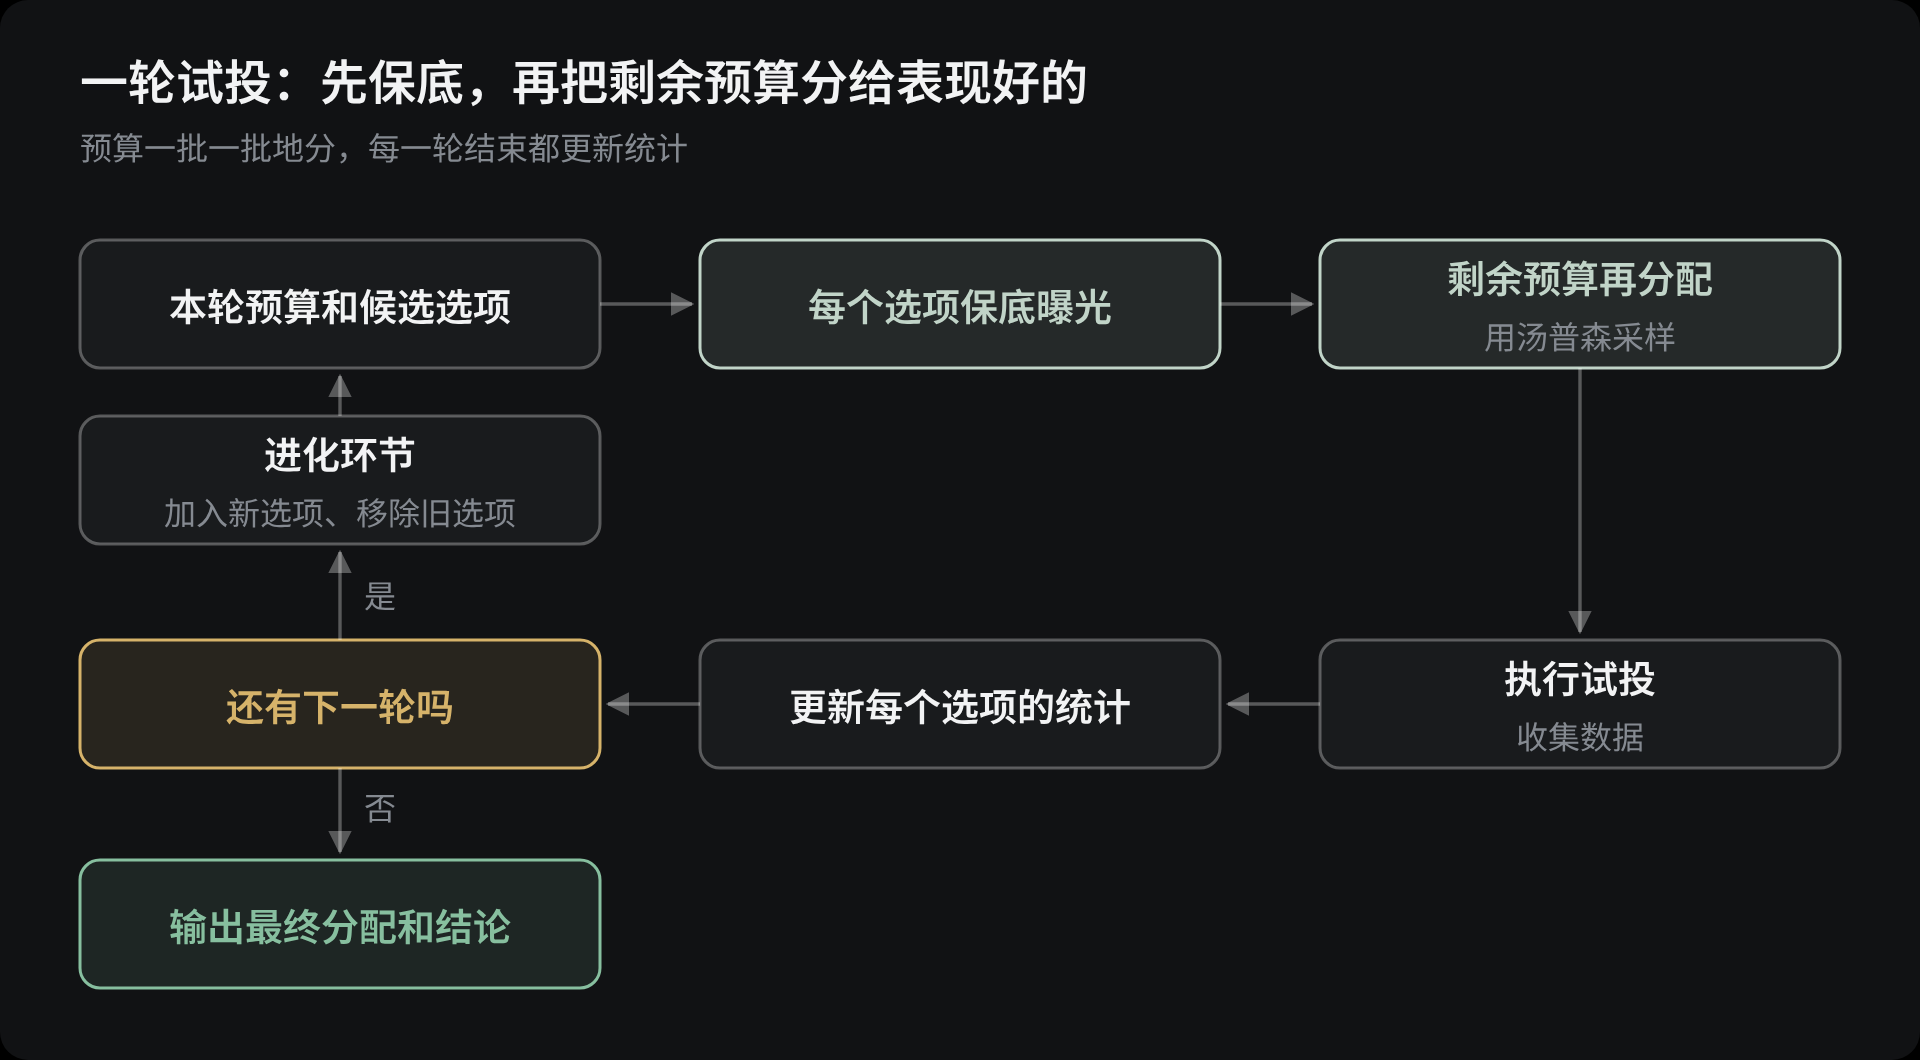 一轮试投：先保底，再把剩余预算分给表现好的
预算一批一批地分，每一轮结束都更新统计
本轮预算和候选选项
每个选项保底曝光
剩余预算再分配
用汤普森采样
进化环节
加入新选项、移除旧选项
是
还有下一轮吗
更新每个选项的统计
执行试投
收集数据
否
输出最终分配和结论